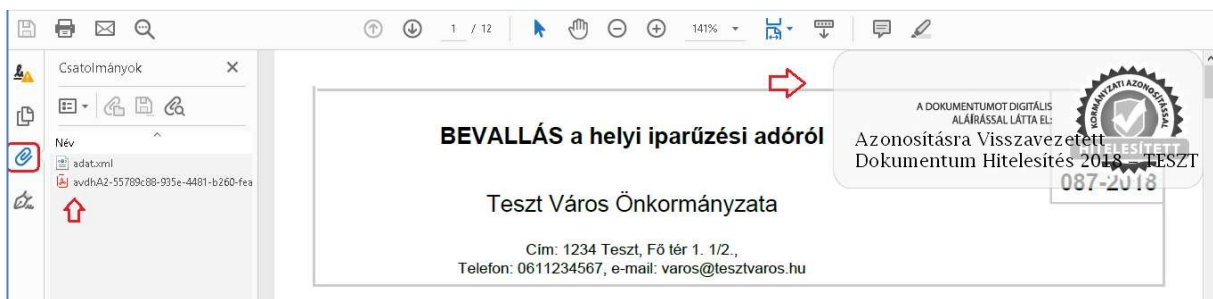 1 / 12
141%
Csatolmányok
Név
adat.xml
avdhA2-55789c88-935e-4481-b260-fea
BEVALLÁS a helyi iparűzési adóról
Teszt Város Önkormányzata
Cím: 1234 Teszt, Fő tér 1. 1/2.,
Telefon: 0611234567, e-mail: varos@tesztvaros.hu
A DOKUMENTUMOT DIGITÁLIS
ALÁÍRÁSSAL LÁTTA EL:
Azonosításra Visszavezetett
Dokumentum Hitelesítés 2018 - TESZT
KORMÁNYZATI AZONOSÍTÁSSAL
HITELESÍTETT
087-2018